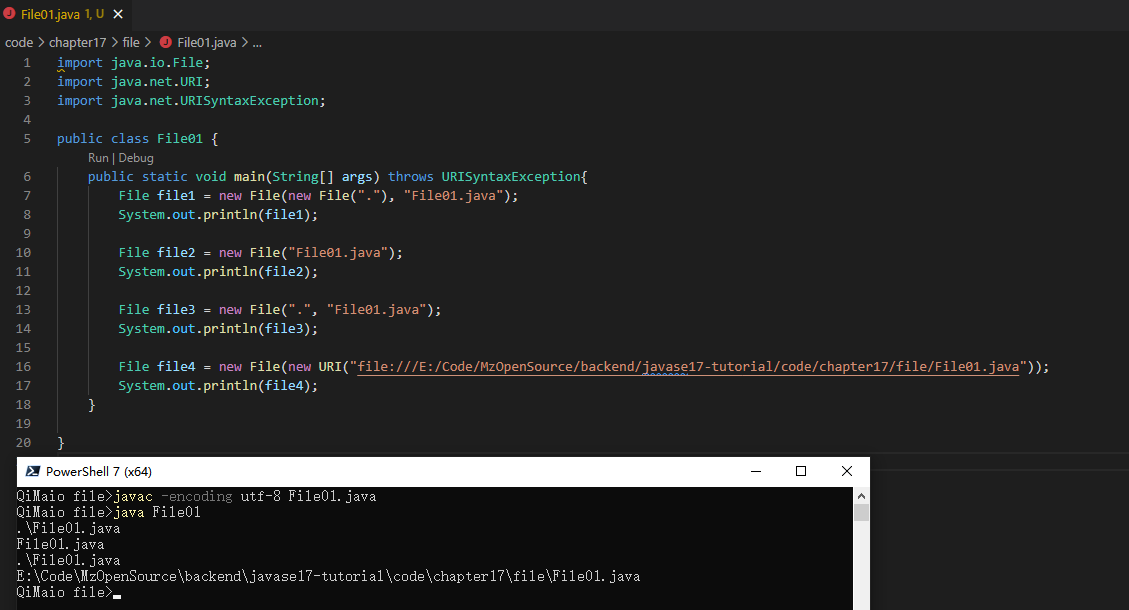 File01.java 1, U
code > chapter17 > file > File01.java > ...
1 import java.io.File;
2 import java.net.URI;
3 import java.net.URISyntaxException;
4
5 public class File01 {
Run | Debug
6 public static void main(String[] args) throws URISyntaxException{
7 File file1 = new File(new File("."), "File01.java");
8 System.out.println(file1);
9
10 File file2 = new File("File01.java");
11 System.out.println(file2);
12
13 File file3 = new File(".", "File01.java");
14 System.out.println(file3);
15
16 File file4 = new File(new URI("file:///E:/Code/MzOpenSource/backend/javase17-tutorial/code/chapter17/file/File01.java"));
17 System.out.println(file4);
18 }
19
20 }
PowerShell 7 (x64)
QiMaio file>javac -encoding utf-8 File01.java
QiMaio file>java File01
.\File01.java
File01.java
.\File01.java
E:\Code\MzOpenSource\backend\javase17-tutorial\code\chapter17\file\File01.java
QiMaio file>